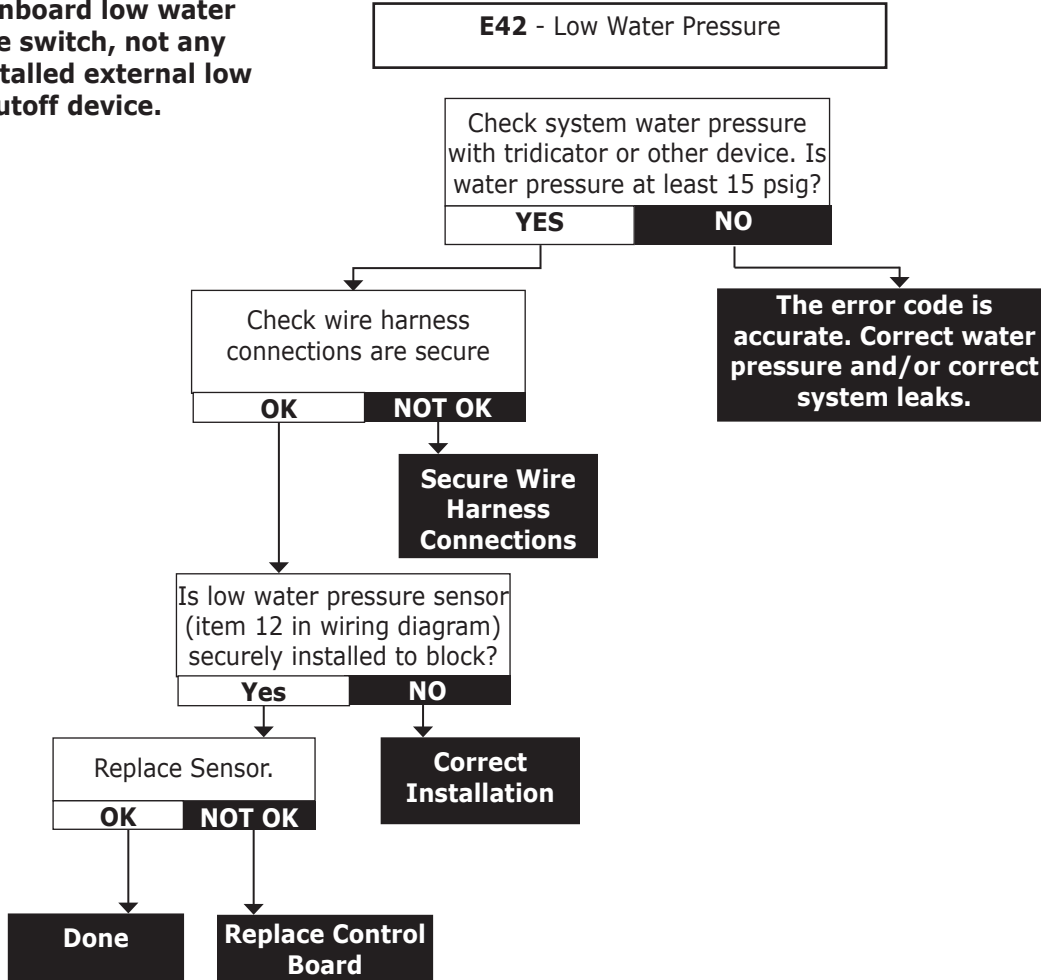 nboard low water
e switch, not any
talled external low
utoff device.
E42 - Low Water Pressure
Check system water pressure
with tridicator or other device. Is
water pressure at least 15 psig?
YES NO
The error code is
accurate. Correct water
pressure and/or correct
system leaks.
Check wire harness
connections are secure
OK NOT OK
Secure Wire
Harness
Connections
Is low water pressure sensor
(item 12 in wiring diagram)
securely installed to block?
Yes NO
Correct
Installation
Replace Sensor.
OK NOT OK
Done
Replace Control
Board